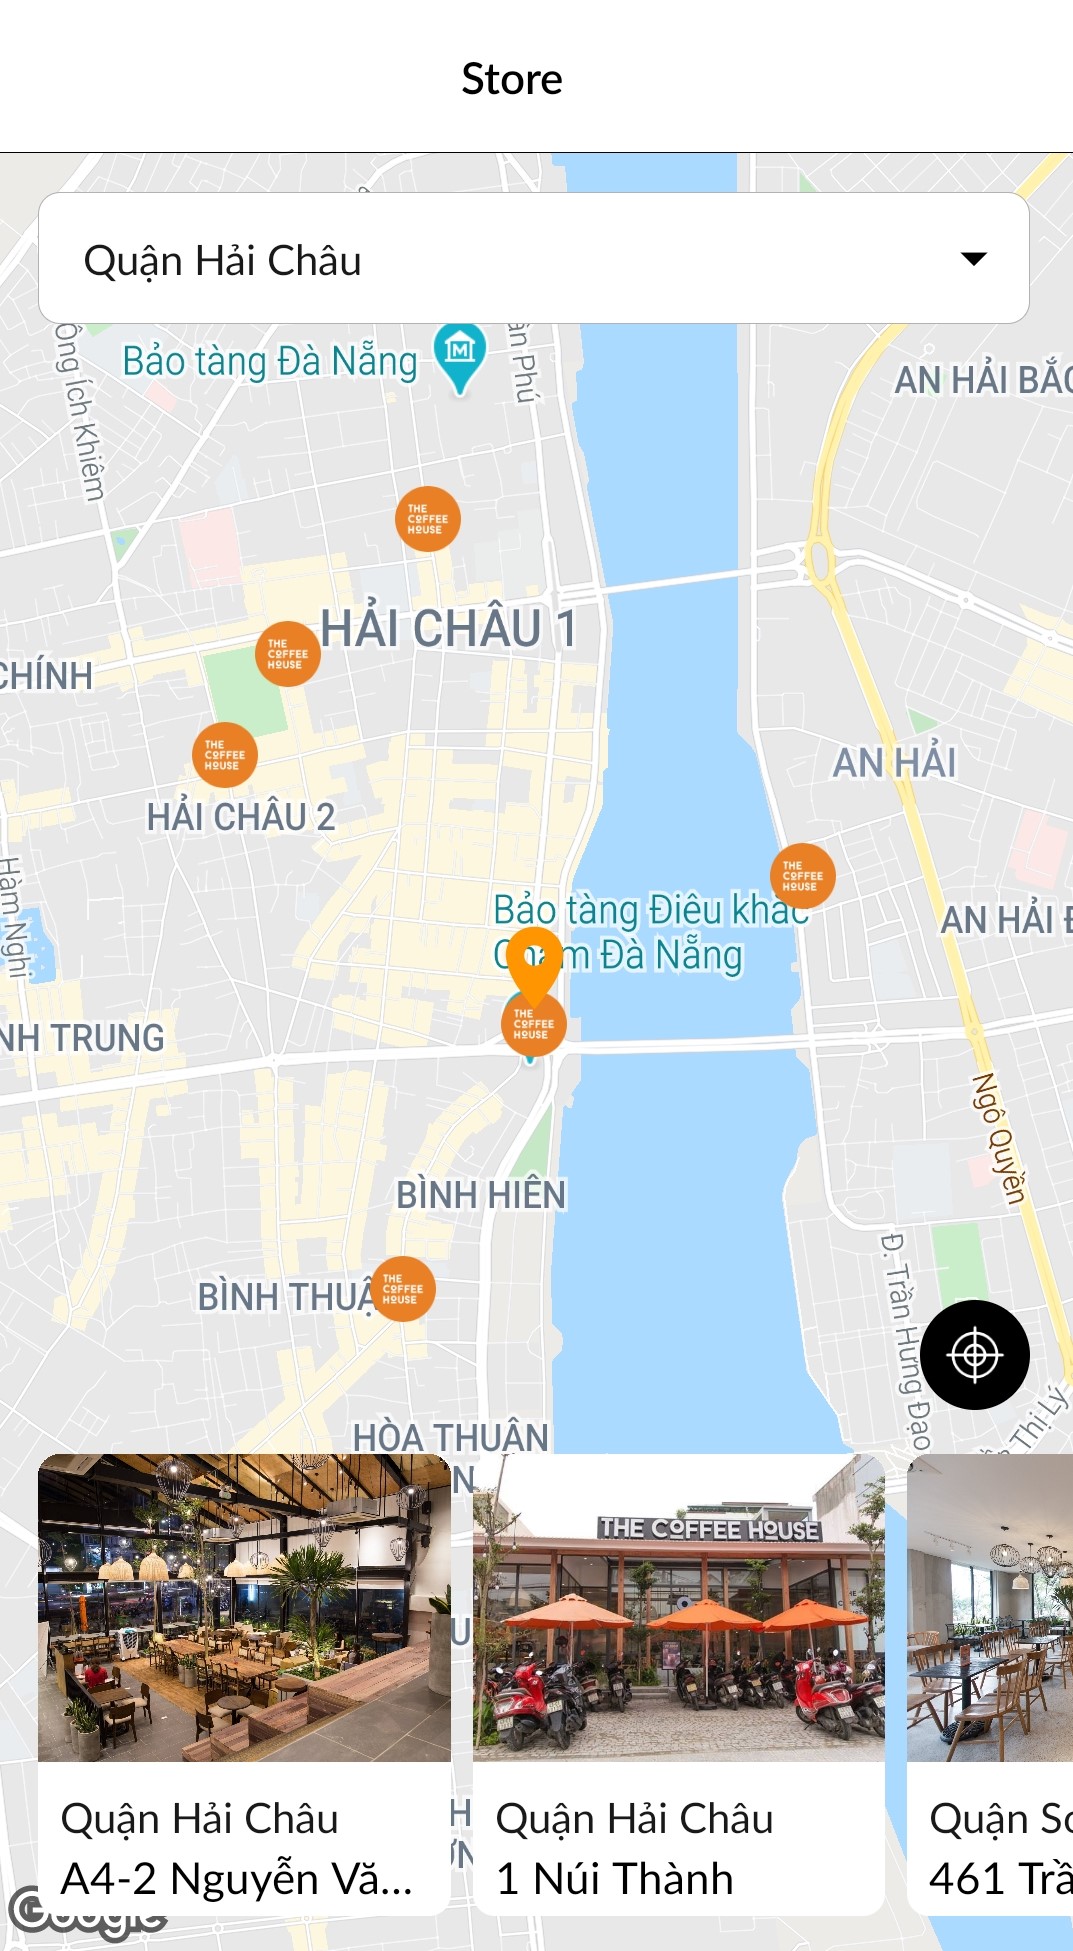 Store
Quận Hải Châu
Ông Ích Khiêm
Bảo tàng Đà Nẵng
Phú
AN HẢI BẮC
THE
COFFEE
HOUSE
HẢI CHÂU 1
THE
COFFEE
HOUSE
CHÍNH
THE
COFFEE
HOUSE
AN HẢI
HẢI CHÂU 2
Hàm Nghi
THE
COFFEE
HOUSE
Bảo tàng Điêu khắc
Chăm Đà Nẵng
AN HẢI Đ
THE
COFFEE
HOUSE
NH TRUNG
Ngô Quyền
BÌNH HIÊN
Đ. Trần Hưng Đạo
BÌNH THUẬ
THE
COFFEE
HOUSE
Thị Lý
HÒA THUẬN
THE COFFEE HOUSE
Quận Hải Châu
A4-2 Nguyễn Vă...
Quận Hải Châu
1 Núi Thành
Quận Sơ
461 Trầ
Google